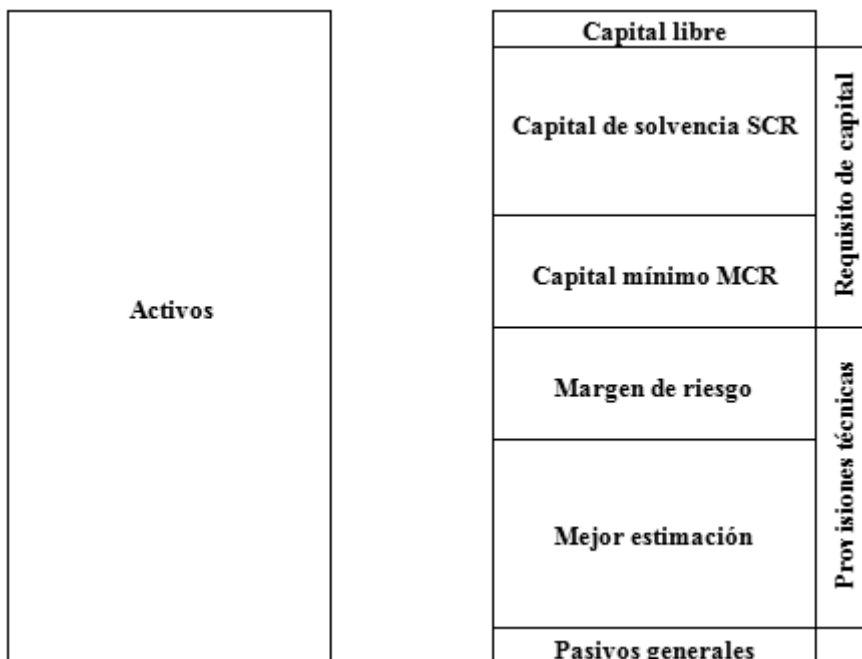 Capital libre
Capital de solvencia SCR
Capital mínimo MCR
Requisito de capital
Activos
Margen de riesgo
Mejor estimación
Provisiones técnicas
Pasivos generales